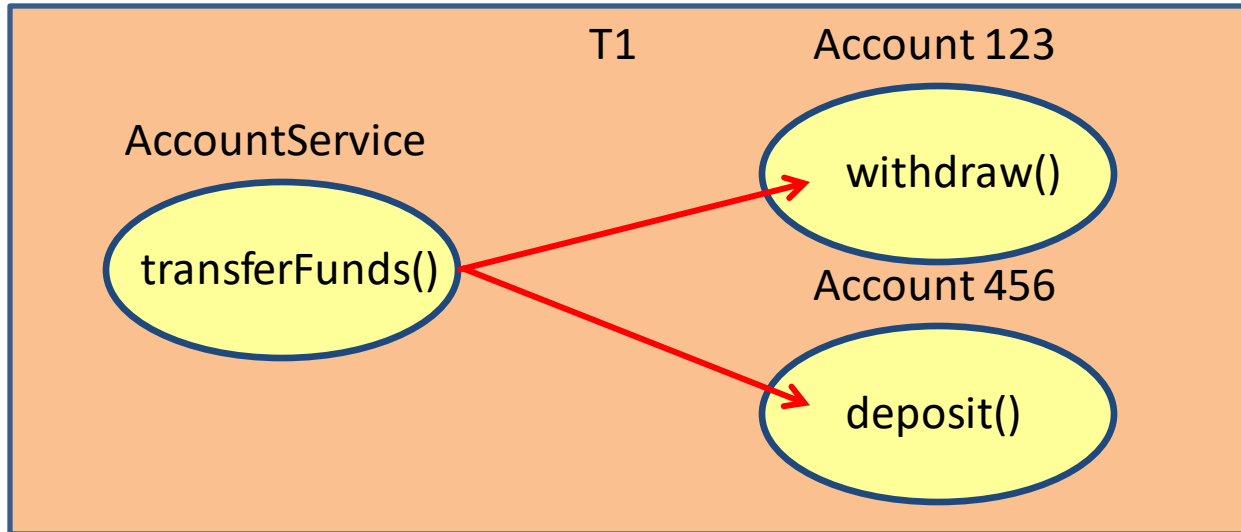 T1
AccountService
transferFunds()
Account 123
withdraw()
Account 456
deposit()